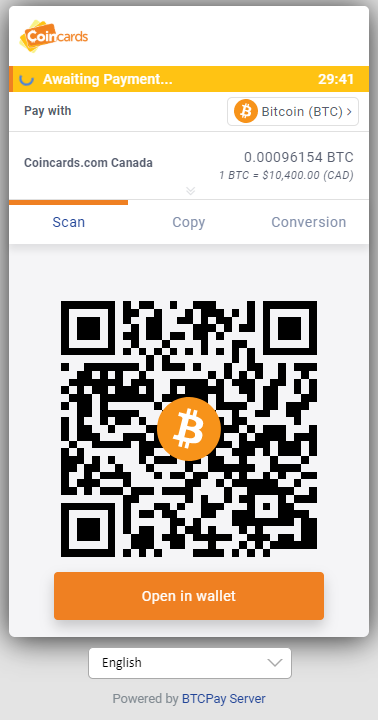 Coincards
Awaiting Payment... 29:41
Pay with Bitcoin (BTC)
Coincards.com Canada 0.00096154 BTC
1 BTC = $10,400.00 (CAD)
Scan Copy Conversion
Open in wallet
English
Powered by BTCPay Server